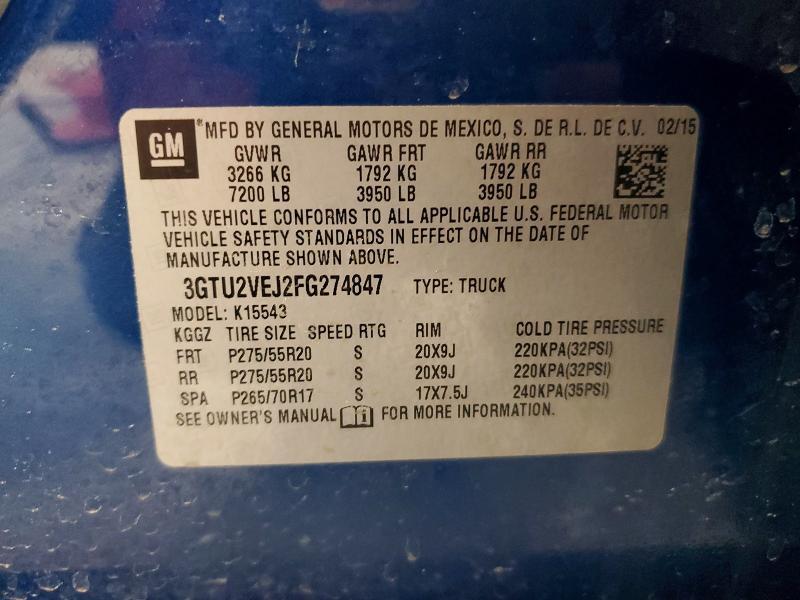 GM ® MFD BY GENERAL MOTORS DE MEXICO, S. DE R.L. DE C.V. 02/15
GVWR GAWR FRT GAWR RR
3266 KG 1792 KG 1792 KG
7200 LB 3950 LB 3950 LB
THIS VEHICLE CONFORMS TO ALL APPLICABLE U.S. FEDERAL MOTOR
VEHICLE SAFETY STANDARDS IN EFFECT ON THE DATE OF
MANUFACTURE SHOWN ABOVE.
3GTU2VEJ2FG274847 TYPE: TRUCK
MODEL: K15543
KGGZ TIRE SIZE SPEED RTG RIM COLD TIRE PRESSURE
FRT P275/55R20 S 20X9J 220KPA(32PSI)
RR P275/55R20 S 20X9J 220KPA(32PSI)
SPA P265/70R17 S 17X7.5J 240KPA(35PSI)
SEE OWNER'S MANUAL FOR MORE INFORMATION.